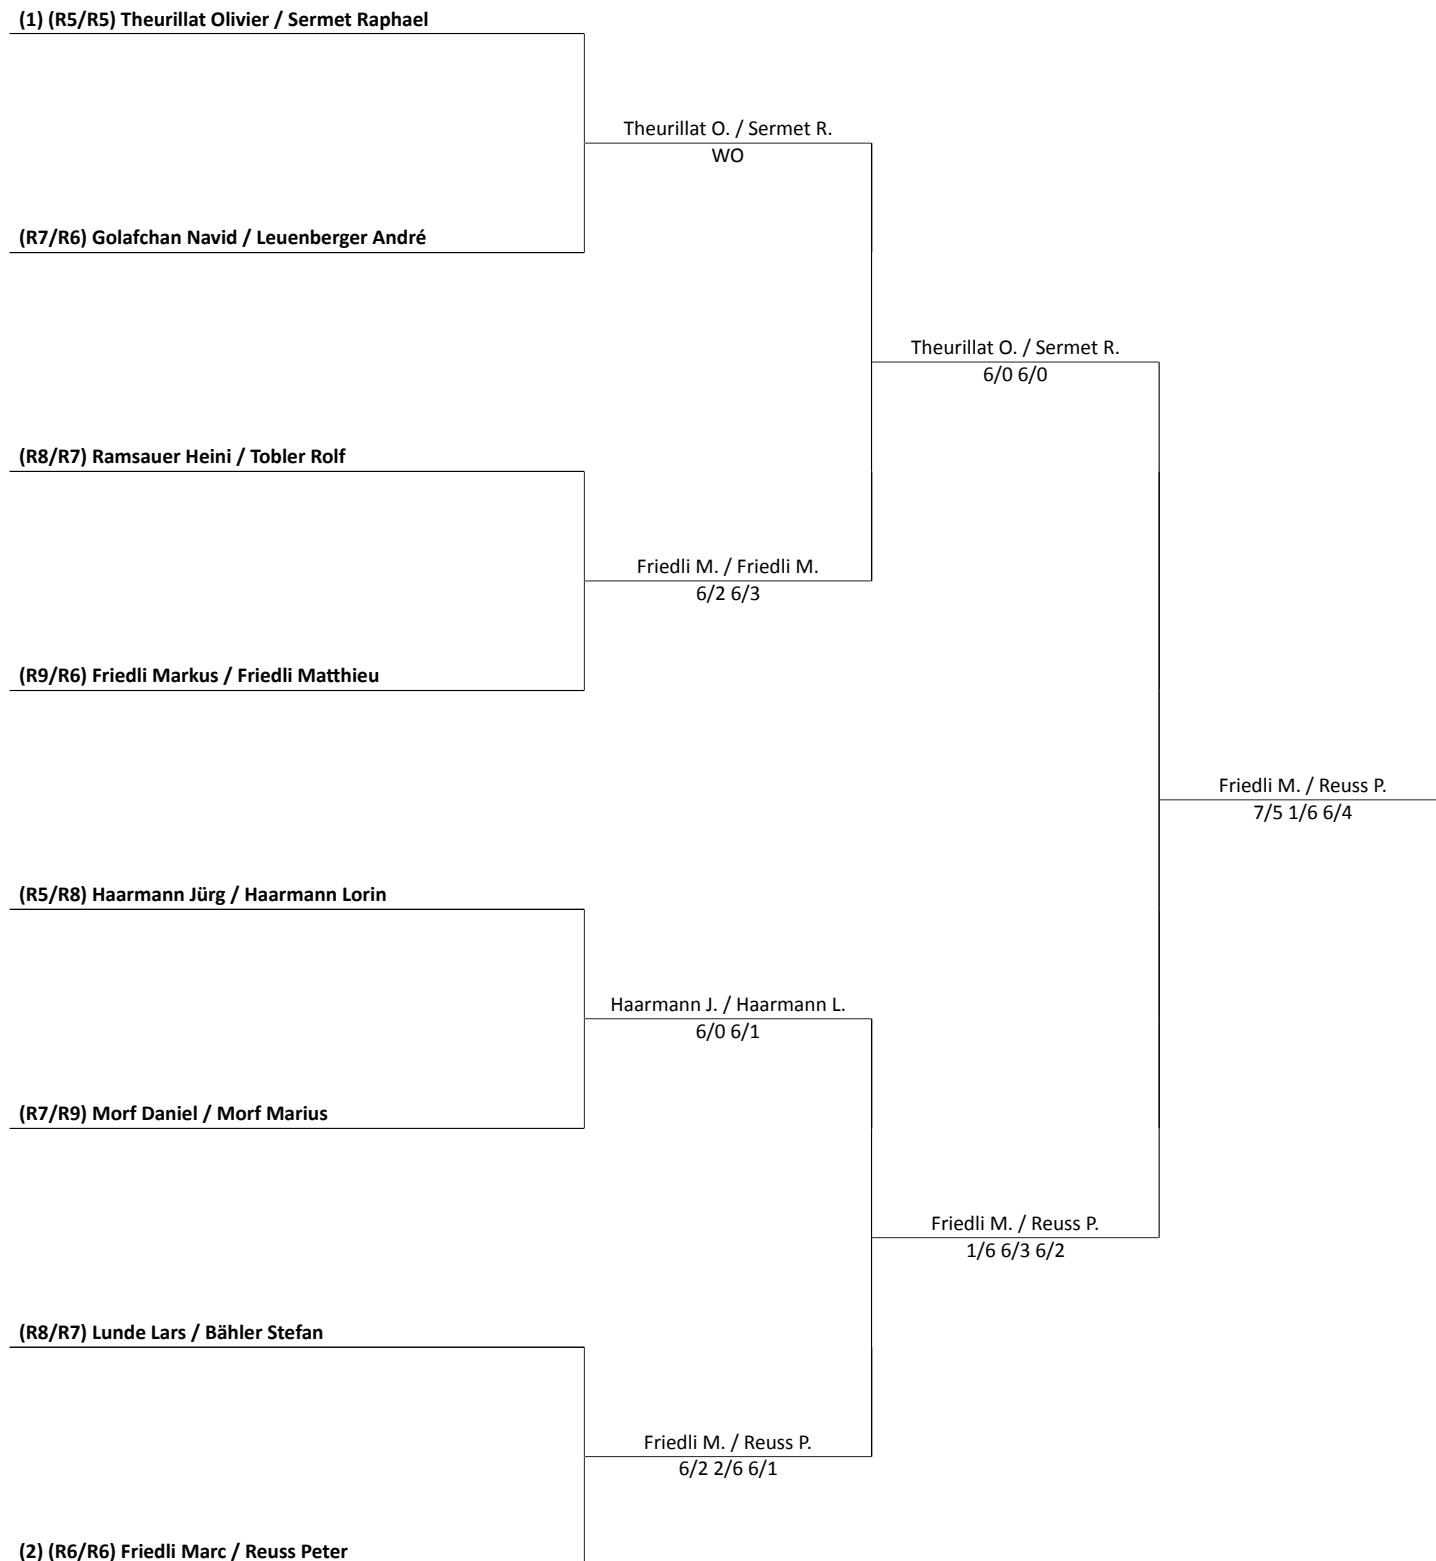 (1) (R5/R5) Theurillat Olivier / Sermet Raphael
Theurillat O. / Sermet R.
WO
(R7/R6) Golafchan Navid / Leuenberger André
Theurillat O. / Sermet R.
6/0 6/0
(R8/R7) Ramsauer Heini / Tobler Rolf
Friedli M. / Friedli M.
6/2 6/3
(R9/R6) Friedli Markus / Friedli Matthieu
Friedli M. / Reuss P.
7/5 1/6 6/4
(R5/R8) Haarmann Jürg / Haarmann Lorin
Haarmann J. / Haarmann L.
6/0 6/1
(R7/R9) Morf Daniel / Morf Marius
Friedli M. / Reuss P.
1/6 6/3 6/2
(R8/R7) Lunde Lars / Bähler Stefan
Friedli M. / Reuss P.
6/2 2/6 6/1
(2) (R6/R6) Friedli Marc / Reuss Peter